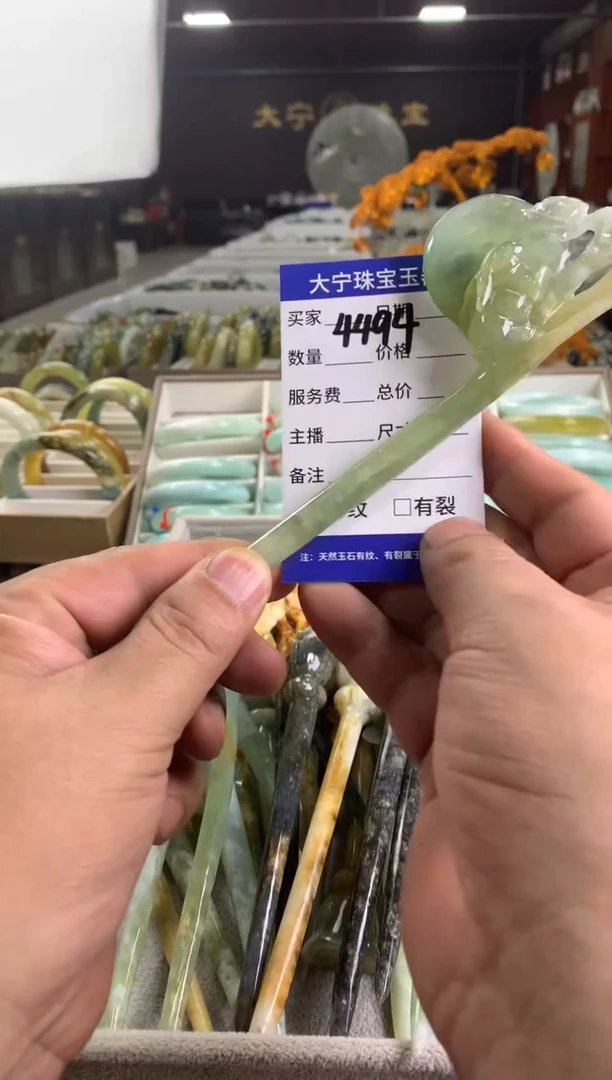 大宁 宝
大宁珠宝玉
买家 4494 日期
数量 价格
服务费 总价
主播 尺
备注
纹 □有裂
注：天然玉石有纹、有裂属于